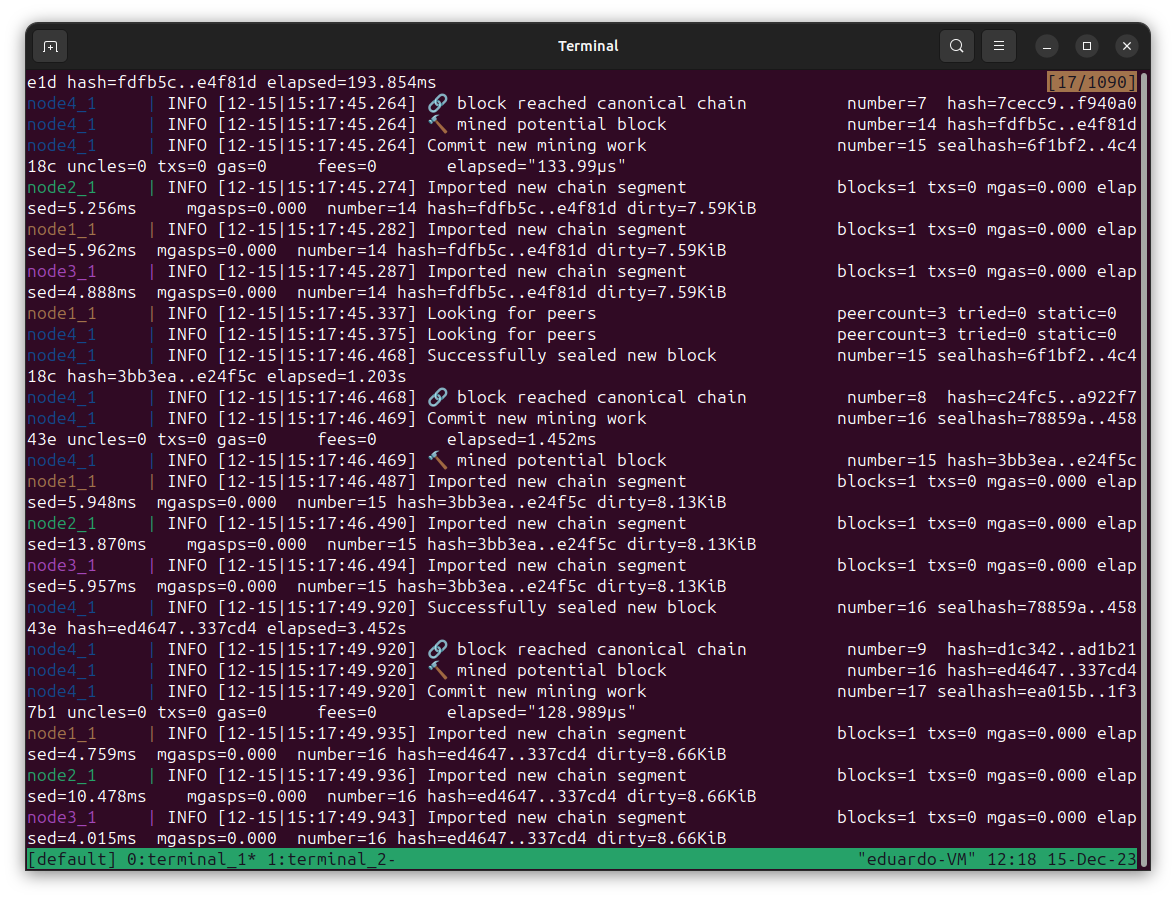 Terminal
e1d hash=fdfb5c..e4f81d elapsed=193.854ms [17/1090]
node4_1 | INFO [12-15|15:17:45.264] 🔗 block reached canonical chain number=7 hash=7cecc9..f940a0
node4_1 | INFO [12-15|15:17:45.264] 🔨 mined potential block number=14 hash=fdfb5c..e4f81d
node4_1 | INFO [12-15|15:17:45.264] Commit new mining work number=15 sealhash=6f1bf2..4c4
18c uncles=0 txs=0 gas=0 fees=0 elapsed="133.99µs"
node2_1 | INFO [12-15|15:17:45.274] Imported new chain segment blocks=1 txs=0 mgas=0.000 elap
sed=5.256ms mgasps=0.000 number=14 hash=fdfb5c..e4f81d dirty=7.59KiB
node1_1 | INFO [12-15|15:17:45.282] Imported new chain segment blocks=1 txs=0 mgas=0.000 elap
sed=5.962ms mgasps=0.000 number=14 hash=fdfb5c..e4f81d dirty=7.59KiB
node3_1 | INFO [12-15|15:17:45.287] Imported new chain segment blocks=1 txs=0 mgas=0.000 elap
sed=4.888ms mgasps=0.000 number=14 hash=fdfb5c..e4f81d dirty=7.59KiB
node1_1 | INFO [12-15|15:17:45.337] Looking for peers peercount=3 tried=0 static=0
node4_1 | INFO [12-15|15:17:45.375] Looking for peers peercount=3 tried=0 static=0
node4_1 | INFO [12-15|15:17:46.468] Successfully sealed new block number=15 sealhash=6f1bf2..4c4
18c hash=3bb3ea..e24f5c elapsed=1.203s
node4_1 | INFO [12-15|15:17:46.468] 🔗 block reached canonical chain number=8 hash=c24fc5..a922f7
node4_1 | INFO [12-15|15:17:46.469] Commit new mining work number=16 sealhash=78859a..458
43e uncles=0 txs=0 gas=0 fees=0 elapsed=1.452ms
node4_1 | INFO [12-15|15:17:46.469] 🔨 mined potential block number=15 hash=3bb3ea..e24f5c
node1_1 | INFO [12-15|15:17:46.487] Imported new chain segment blocks=1 txs=0 mgas=0.000 elap
sed=5.948ms mgasps=0.000 number=15 hash=3bb3ea..e24f5c dirty=8.13KiB
node2_1 | INFO [12-15|15:17:46.490] Imported new chain segment blocks=1 txs=0 mgas=0.000 elap
sed=13.870ms mgasps=0.000 number=15 hash=3bb3ea..e24f5c dirty=8.13KiB
node3_1 | INFO [12-15|15:17:46.494] Imported new chain segment blocks=1 txs=0 mgas=0.000 elap
sed=5.957ms mgasps=0.000 number=15 hash=3bb3ea..e24f5c dirty=8.13KiB
node4_1 | INFO [12-15|15:17:49.920] Successfully sealed new block number=16 sealhash=78859a..458
43e hash=ed4647..337cd4 elapsed=3.452s
node4_1 | INFO [12-15|15:17:49.920] 🔗 block reached canonical chain number=9 hash=d1c342..ad1b21
node4_1 | INFO [12-15|15:17:49.920] 🔨 mined potential block number=16 hash=ed4647..337cd4
node4_1 | INFO [12-15|15:17:49.920] Commit new mining work number=17 sealhash=ea015b..1f3
7b1 uncles=0 txs=0 gas=0 fees=0 elapsed="128.989µs"
node1_1 | INFO [12-15|15:17:49.935] Imported new chain segment blocks=1 txs=0 mgas=0.000 elap
sed=4.759ms mgasps=0.000 number=16 hash=ed4647..337cd4 dirty=8.66KiB
node2_1 | INFO [12-15|15:17:49.936] Imported new chain segment blocks=1 txs=0 mgas=0.000 elap
sed=10.478ms mgasps=0.000 number=16 hash=ed4647..337cd4 dirty=8.66KiB
node3_1 | INFO [12-15|15:17:49.943] Imported new chain segment blocks=1 txs=0 mgas=0.000 elap
sed=4.015ms mgasps=0.000 number=16 hash=ed4647..337cd4 dirty=8.66KiB
[default] 0:terminal_1* 1:terminal_2- "eduardo-VM" 12:18 15-Dec-23